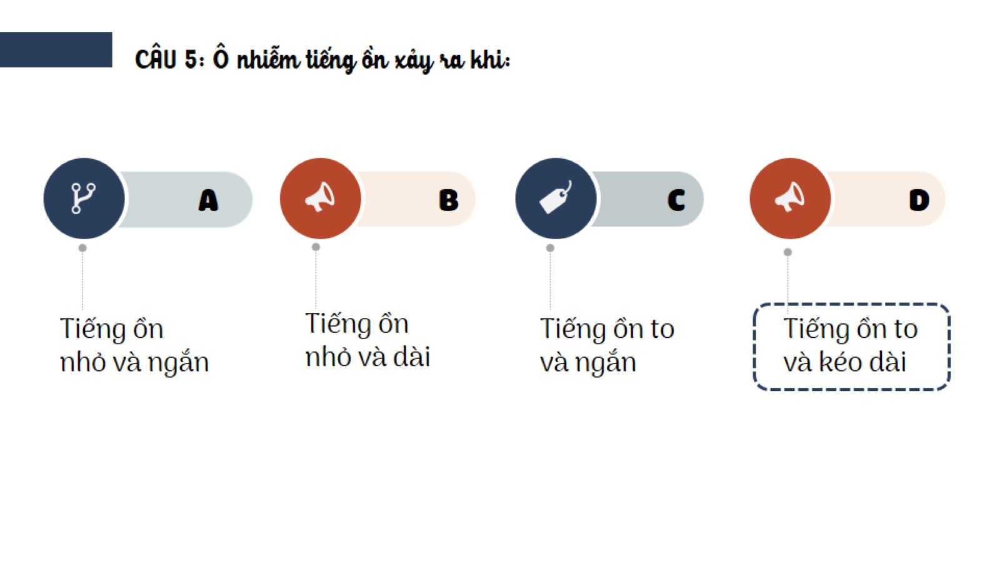 CÂU 5: Ô nhiễm tiếng ồn xảy ra khi:
A
B
C
D
Tiếng ồn
nhỏ và ngắn
Tiếng ồn
nhỏ và dài
Tiếng ồn to
và ngắn
Tiếng ồn to
và kéo dài